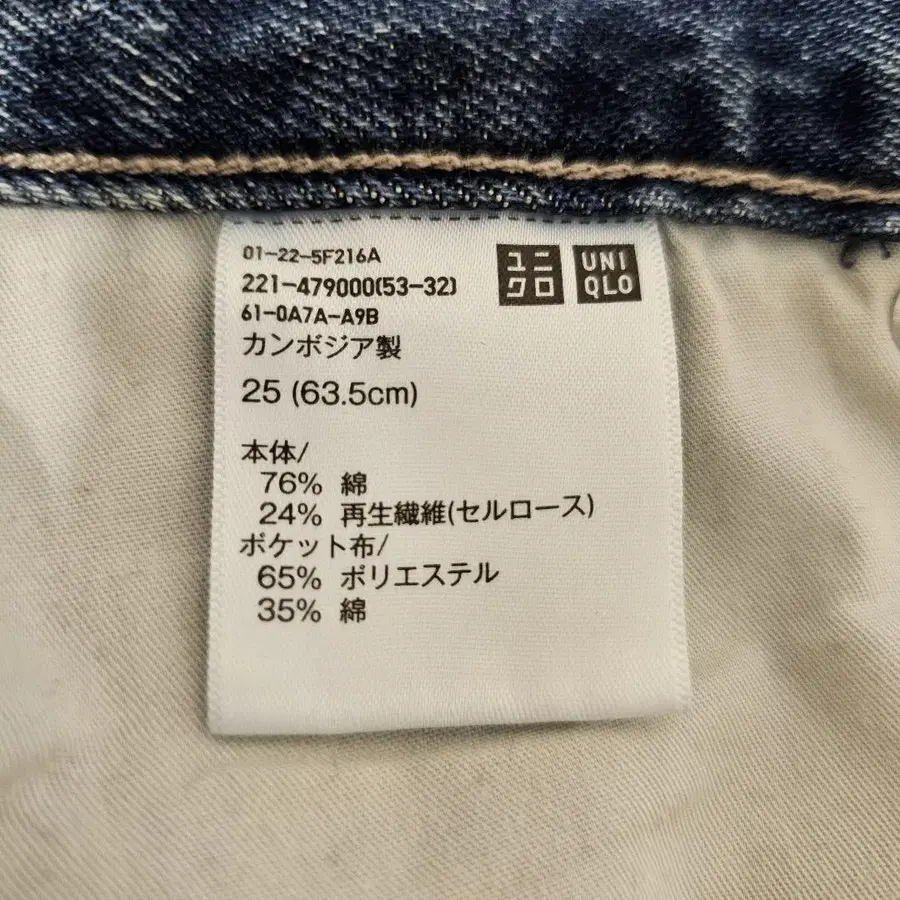 01-22-5F216A
221-479000(53-32)
61-0A7A-A9B
ユニ
クロ
UNI
QLO
カンボジア製
25 (63.5cm)
本体/
76% 綿
24% 再生繊維(セルロース)
ポケット布/
65% ポリエステル
35% 綿